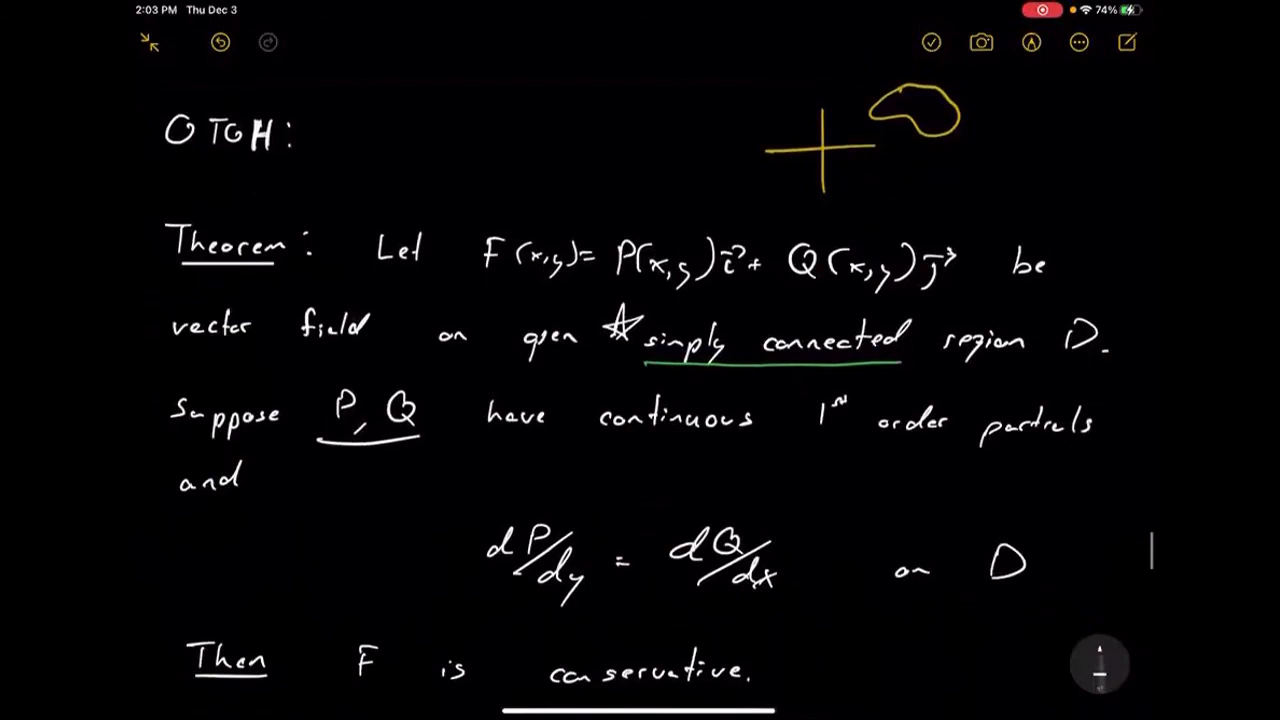 2:03 PM Thu Dec 3
74%
OTOH:
Theorem: Let F(x,y)= P(x,y)i⃗+ Q(x,y)j⃗ be
vector field on open ☆ simply connected region D.
Suppose P, Q have continuous 1st order partials
and
dP/dy = dQ/dx on D
Then F is conservative.